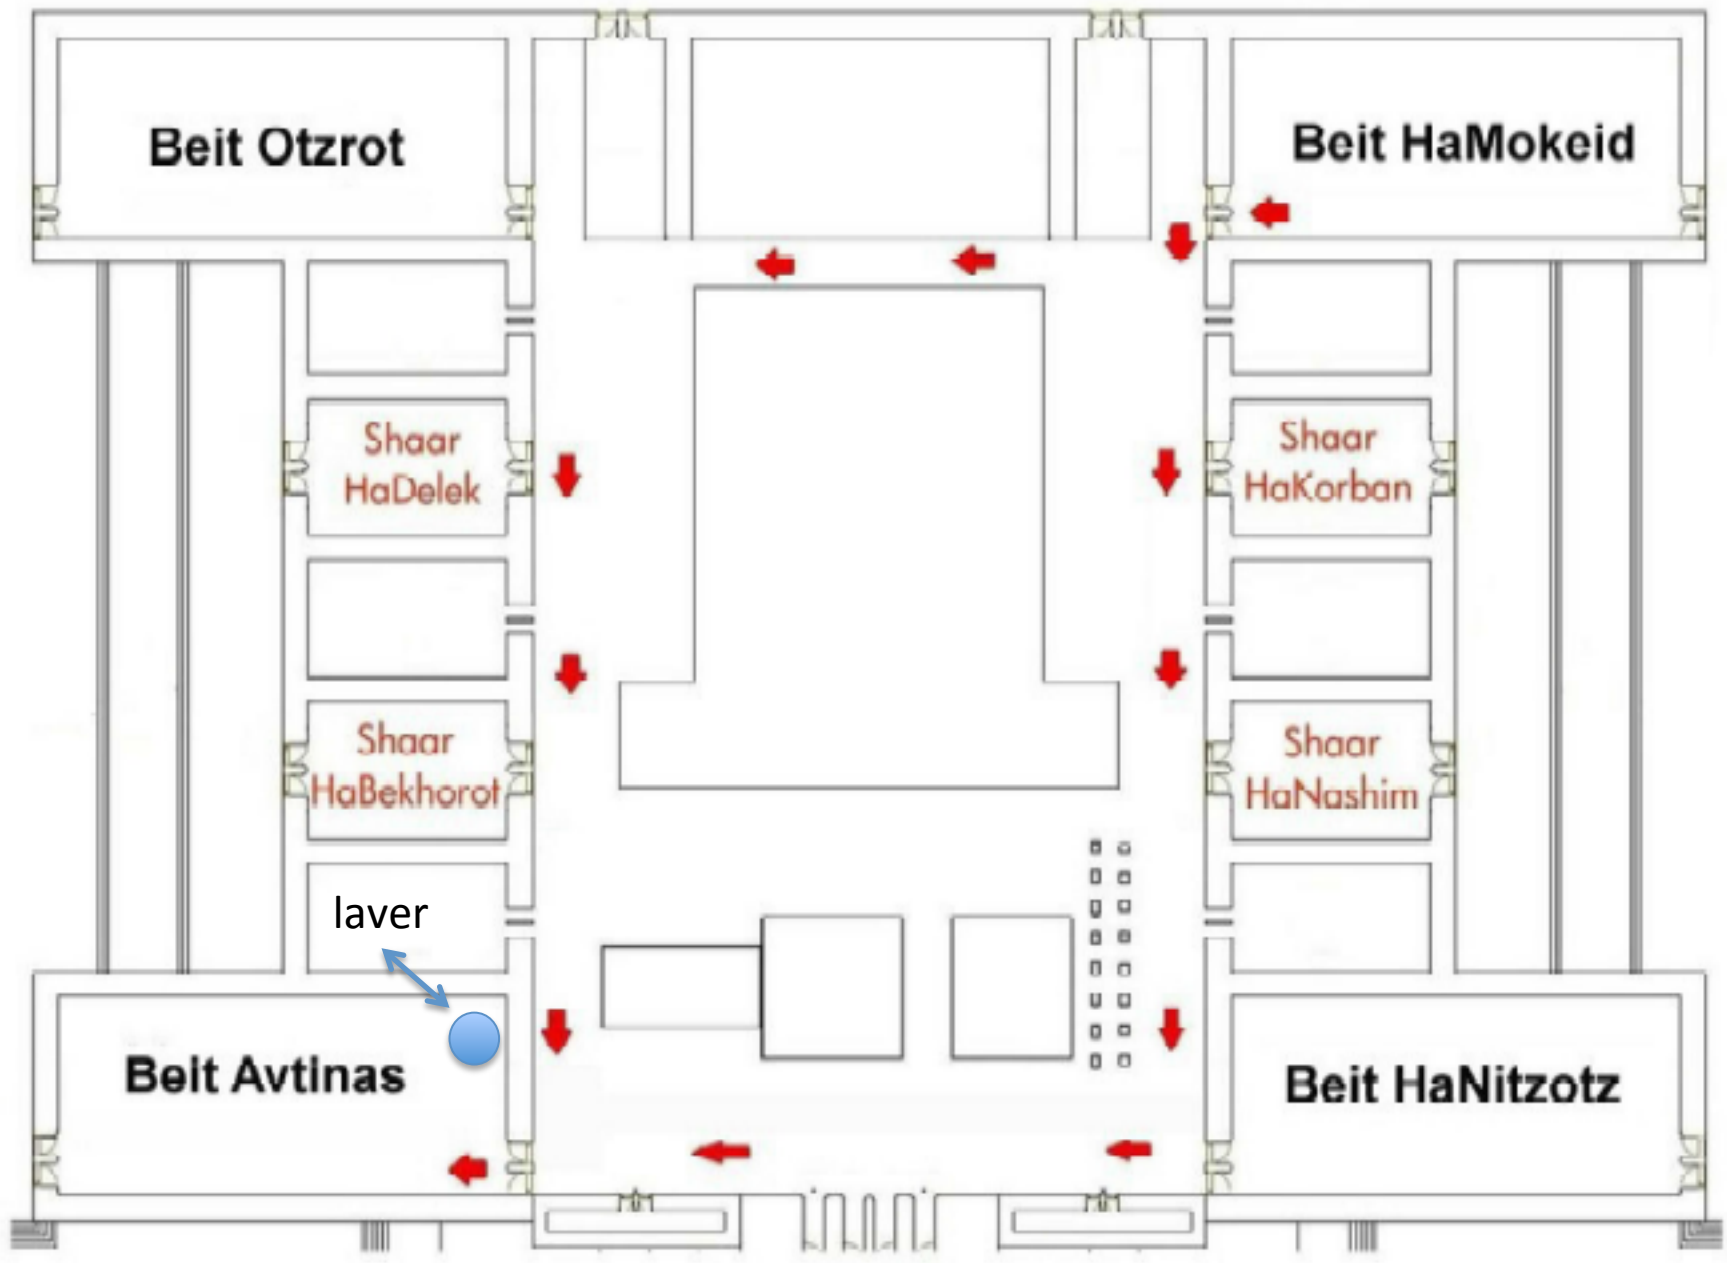 Beit Otzrot
Beit HaMokeid
Shaar
HaDelek
Shaar
HaKorban
Shaar
HaBekhorot
Shaar
HaNashim
laver
Beit Avtinas
Beit HaNitzotz